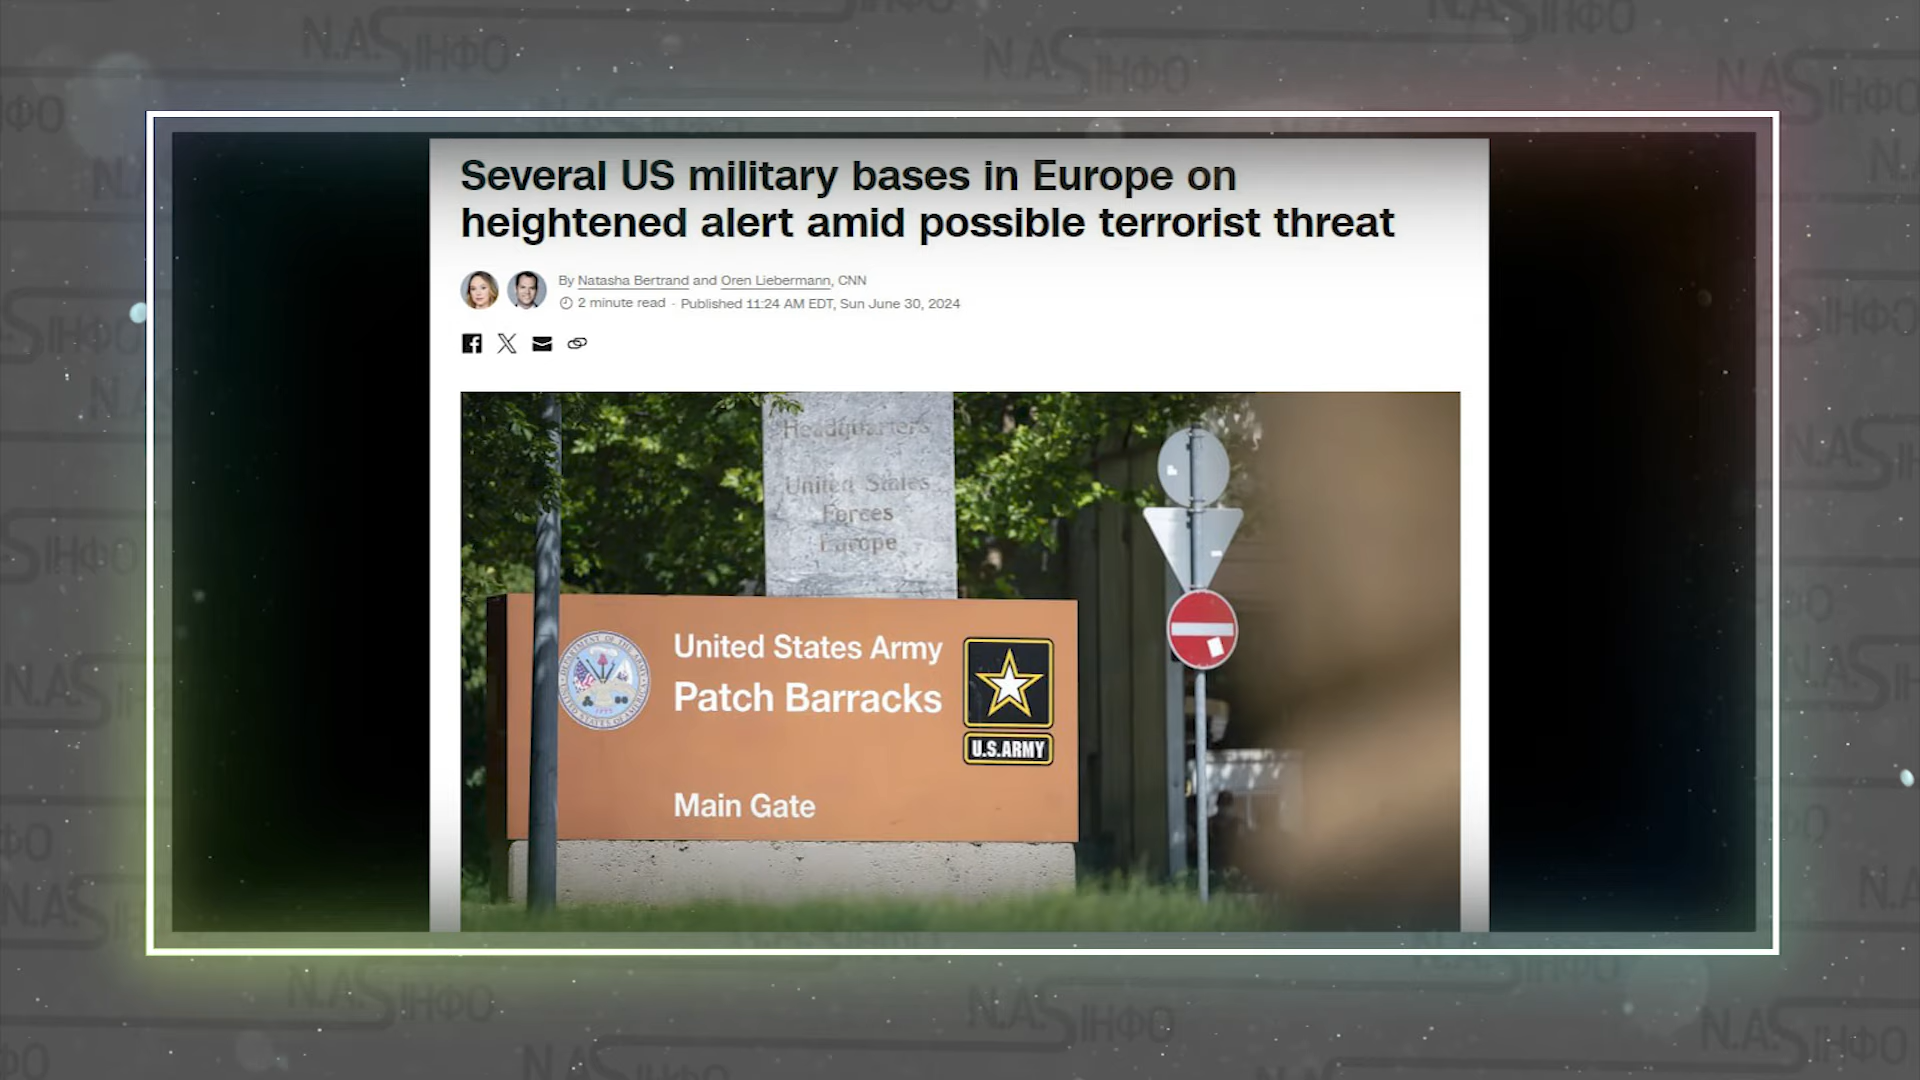 N.A.S ІНФО
Several US military bases in Europe on
heightened alert amid possible terrorist threat
By Natasha Bertrand and Oren Liebermann, CNN
2 minute read - Published 11:24 AM EDT, Sun June 30, 2024
Headquarters
United States
Forces
Europe
United States Army
Patch Barracks
U.S.ARMY
Main Gate